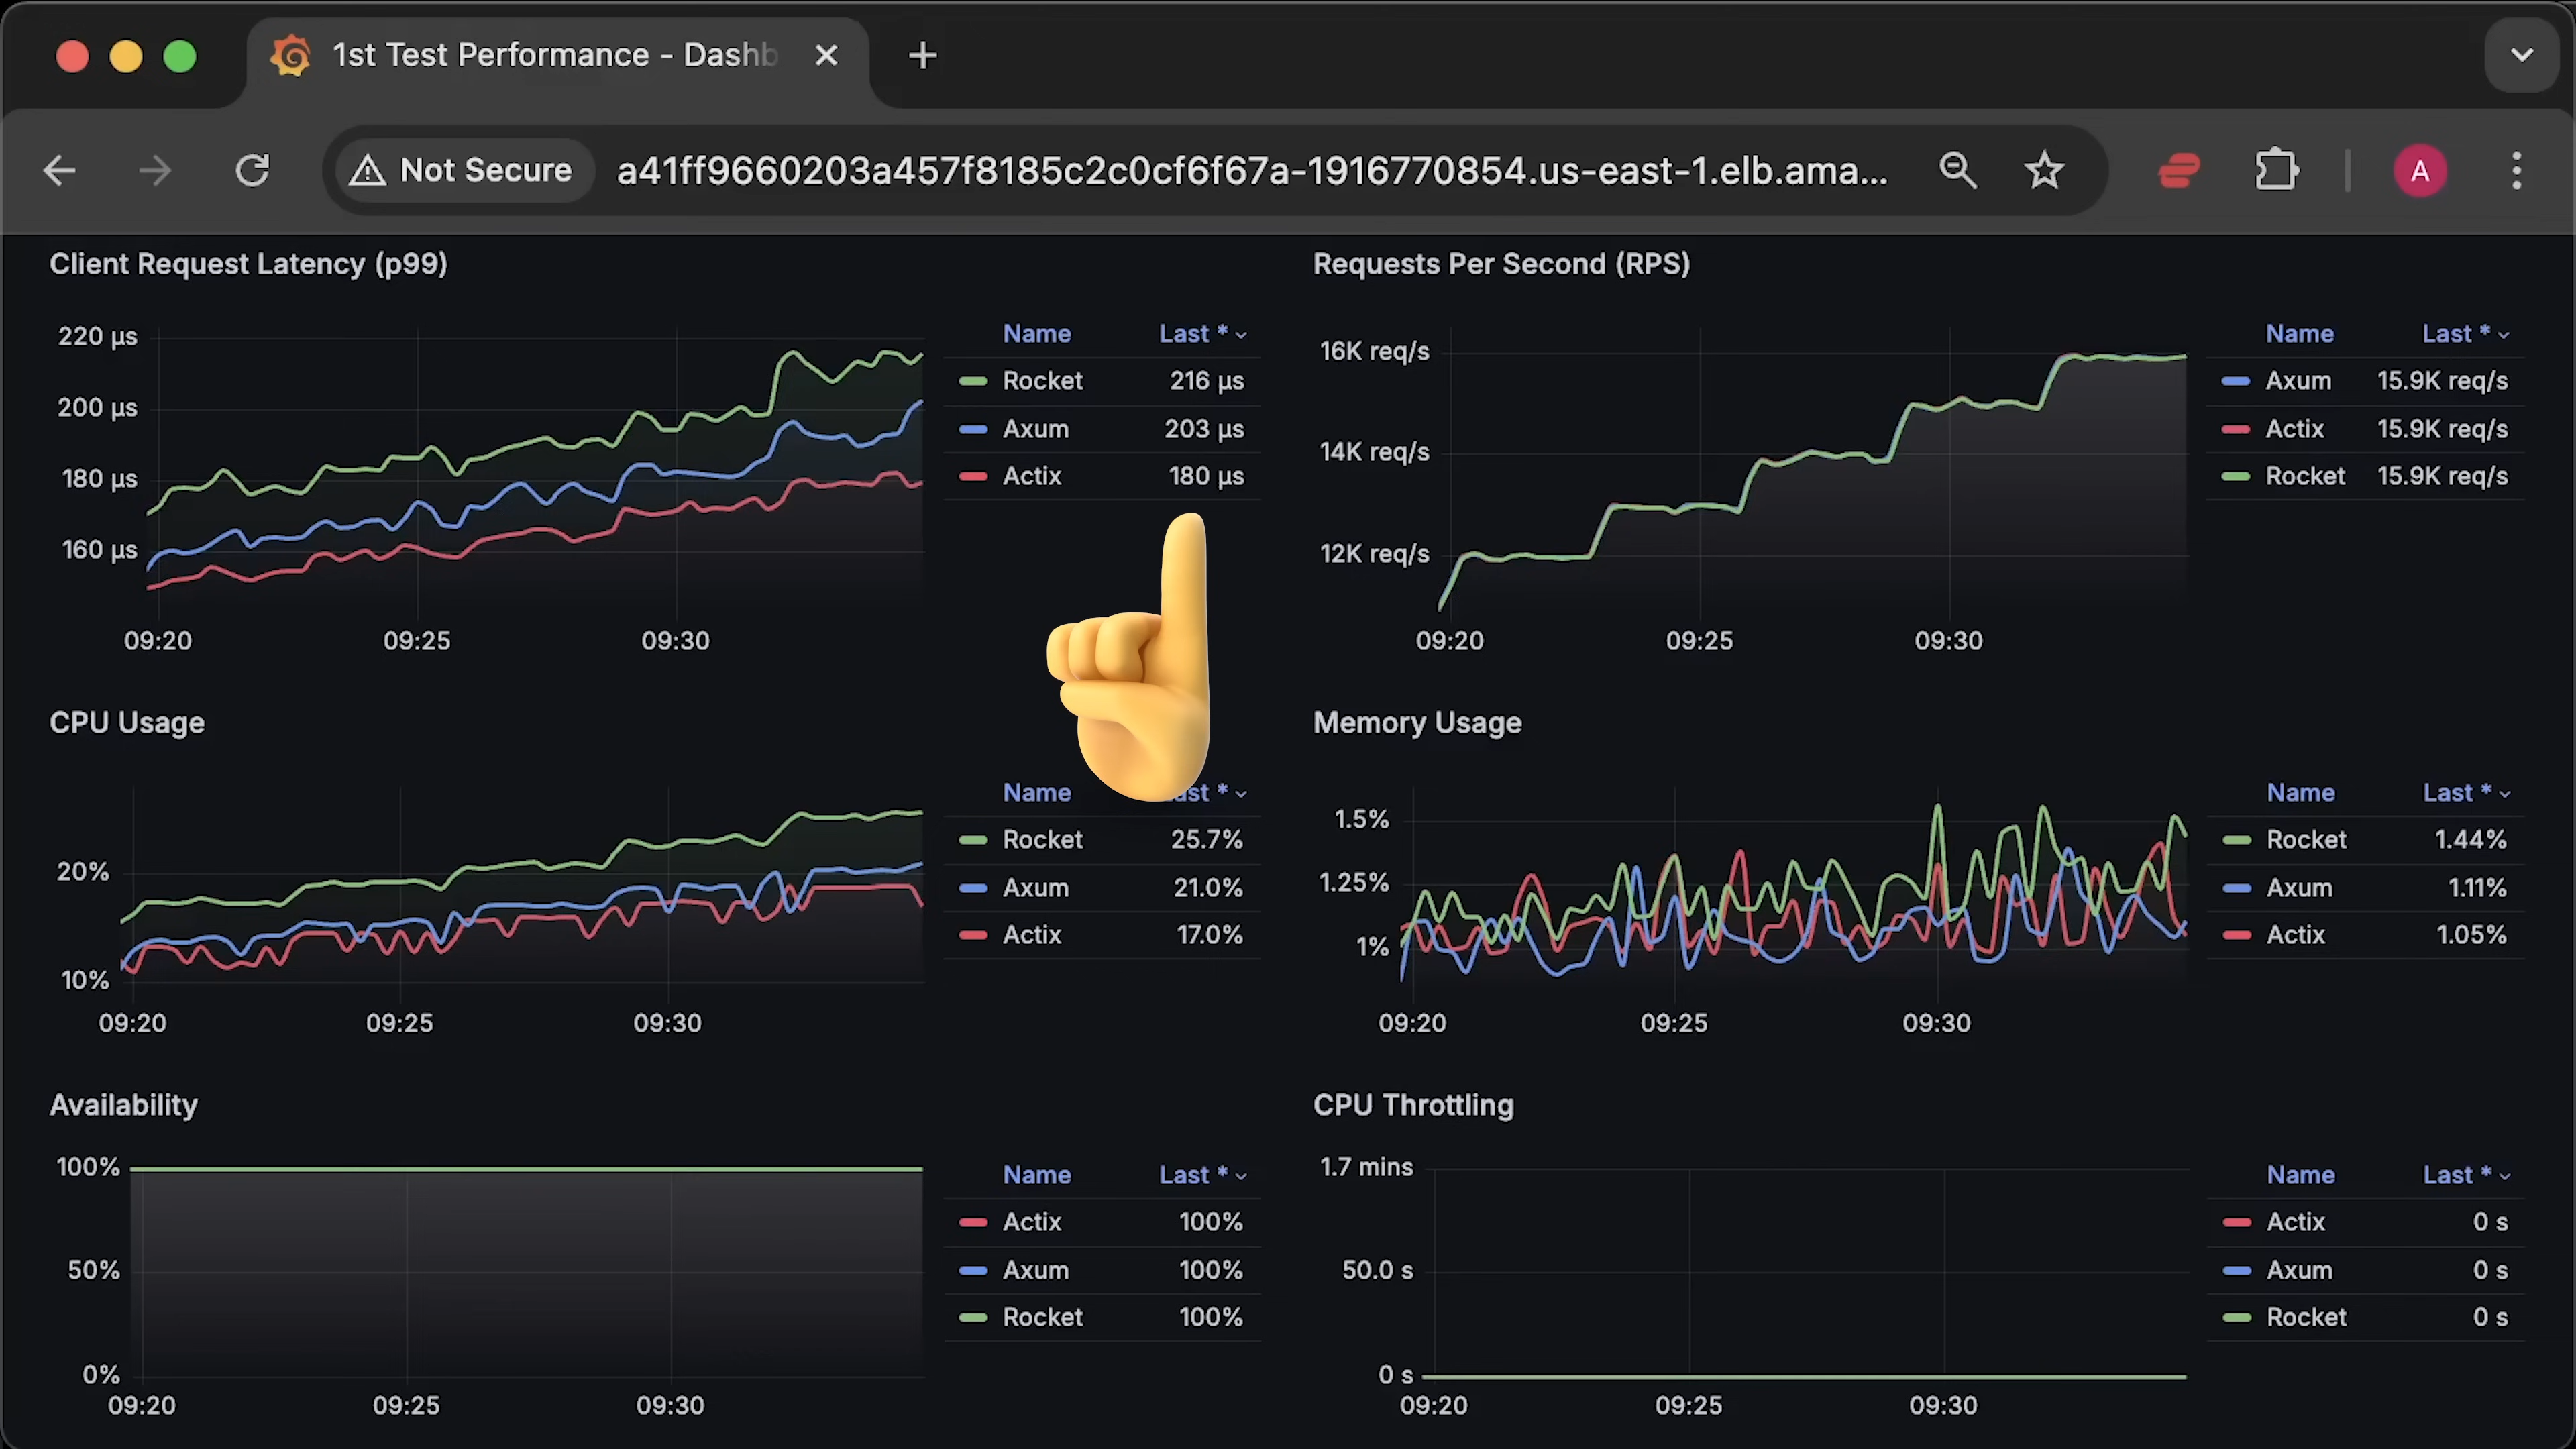 1st Test Performance - Dashb
Not Secure
a41ff9660203a457f8185c2c0cf6f67a-1916770854.us-east-1.elb.ama...
A
Client Request Latency (p99)
220 µs
200 µs
180 µs
160 µs
09:20 09:25 09:30
Name Last *
Rocket 216 µs
Axum 203 µs
Actix 180 µs
Requests Per Second (RPS)
16K req/s
14K req/s
12K req/s
09:20 09:25 09:30
Name Last *
Axum 15.9K req/s
Actix 15.9K req/s
Rocket 15.9K req/s
CPU Usage
20%
10%
09:20 09:25 09:30
Name Last *
Rocket 25.7%
Axum 21.0%
Actix 17.0%
Memory Usage
1.5%
1.25%
1%
09:20 09:25 09:30
Name Last *
Rocket 1.44%
Axum 1.11%
Actix 1.05%
Availability
100%
50%
0%
09:20 09:25 09:30
Name Last *
Actix 100%
Axum 100%
Rocket 100%
CPU Throttling
1.7 mins
50.0 s
0 s
09:20 09:25 09:30
Name Last *
Actix 0 s
Axum 0 s
Rocket 0 s